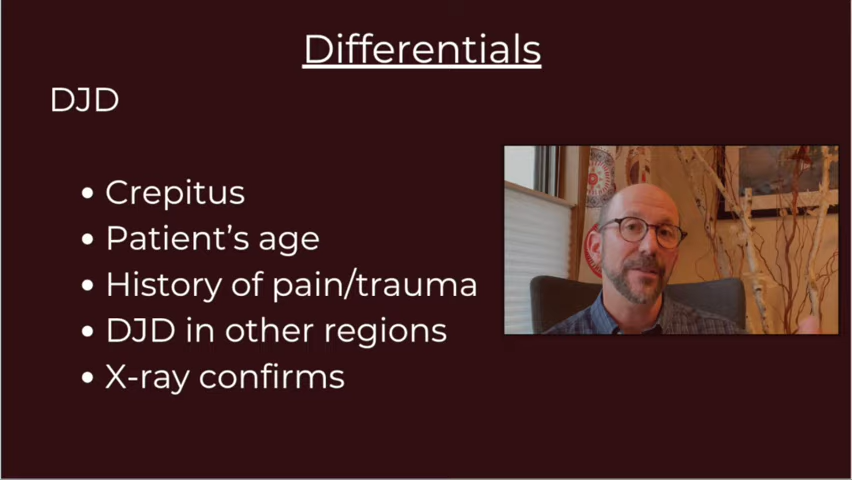 Differentials
DJD
• Crepitus
• Patient’s age
• History of pain/trauma
• DJD in other regions
• X-ray confirms